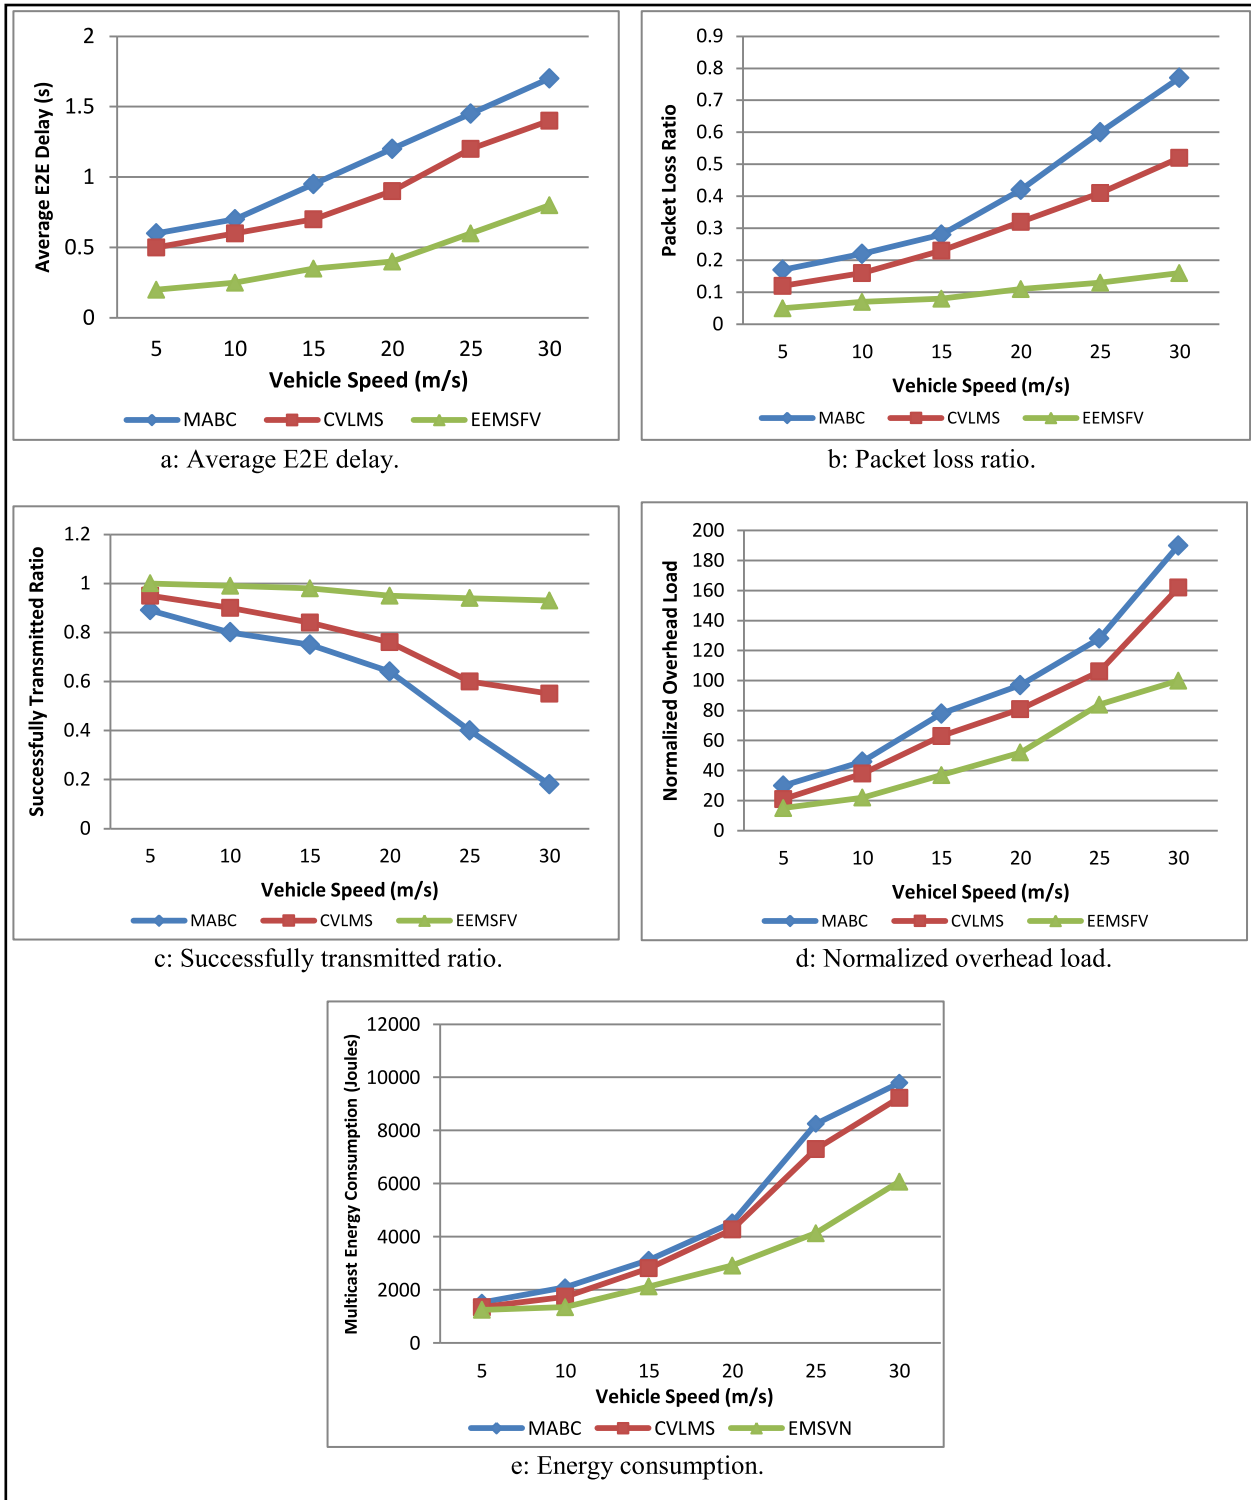 2
1.5
1
0.5
0
Average E2E Delay (s)
5 10 15 20 25 30
Vehicle Speed (m/s)
MABC CVLMS EEMSFV
a: Average E2E delay.
0.9
0.8
0.7
0.6
0.5
0.4
0.3
0.2
0.1
0
Packet Loss Ratio
5 10 15 20 25 30
Vehicle Speed (m/s)
MABC CVLMS EEMSFV
b: Packet loss ratio.
1.2
1
0.8
0.6
0.4
0.2
0
Successfully Transmitted Ratio
5 10 15 20 25 30
Vehicle Speed (m/s)
MABC CVLMS EEMSFV
c: Successfully transmitted ratio.
200
180
160
140
120
100
80
60
40
20
0
Normalized Overhead Load
5 10 15 20 25 30
Vehicel Speed (m/s)
MABC CVLMS EEMSFV
d: Normalized overhead load.
12000
10000
8000
6000
4000
2000
0
Multicast Energy Consumption (Joules)
5 10 15 20 25 30
Vehicle Speed (m/s)
MABC CVLMS EMSVN
e: Energy consumption.